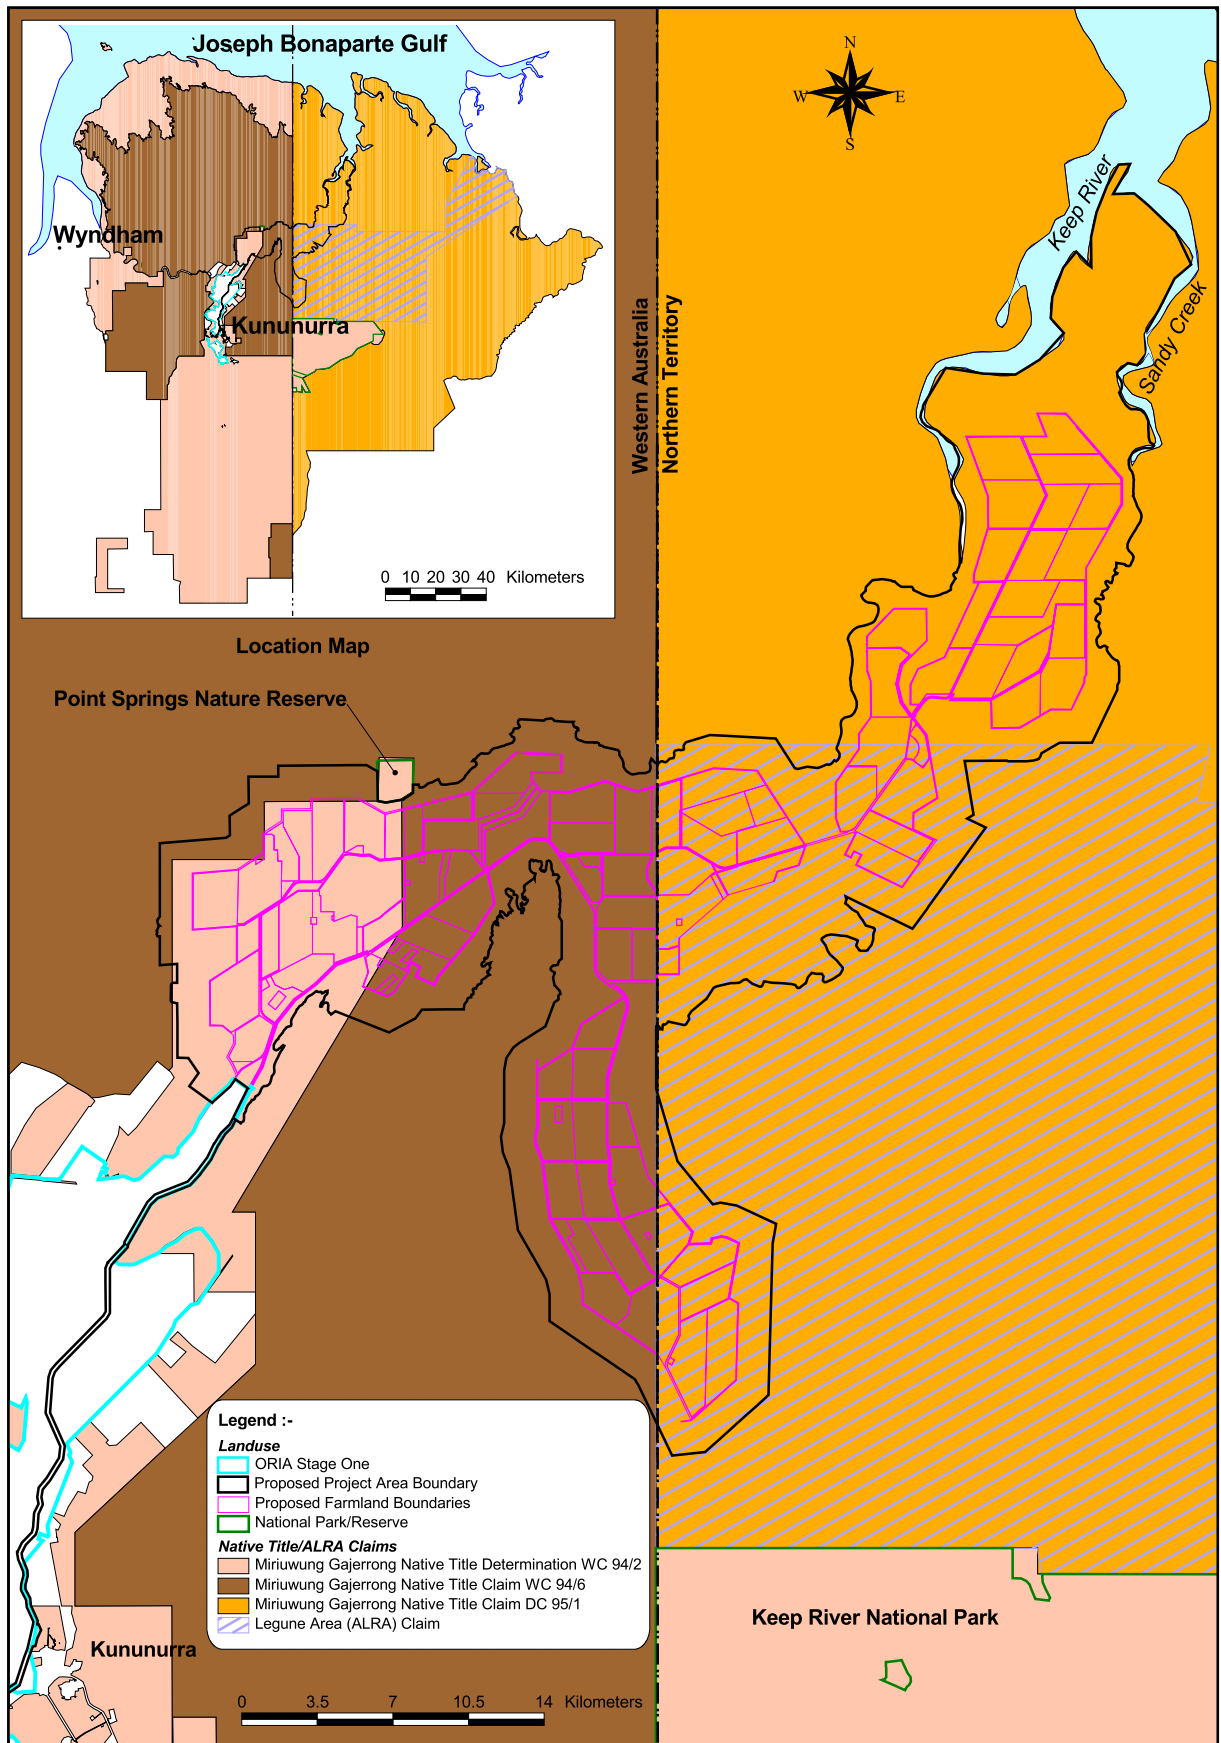 Joseph Bonaparte Gulf
Wyndham
Kununurra
0 10 20 30 40 Kilometers
Location Map
N
W E
S
Keep River
Sandy Creek
Western Australia
Northern Territory
Point Springs Nature Reserve
Legend :-
Landuse
ORIA Stage One
Proposed Project Area Boundary
Proposed Farmland Boundaries
National Park/Reserve
Native Title/ALRA Claims
Miriuwung Gajerrong Native Title Determination WC 94/2
Miriuwung Gajerrong Native Title Claim WC 94/6
Miriuwung Gajerrong Native Title Claim DC 95/1
Legune Area (ALRA) Claim
Keep River National Park
Kununurra
0 3.5 7 10.5 14 Kilometers